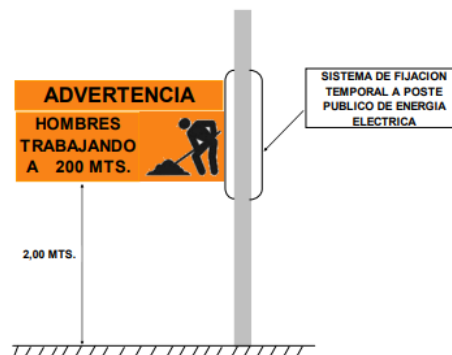 ADVERTENCIA
HOMBRES
TRABAJANDO
A 200 MTS.
SISTEMA DE FIJACION
TEMPORAL A POSTE
PUBLICO DE ENERGIA
ELECTRICA
2,00 MTS.